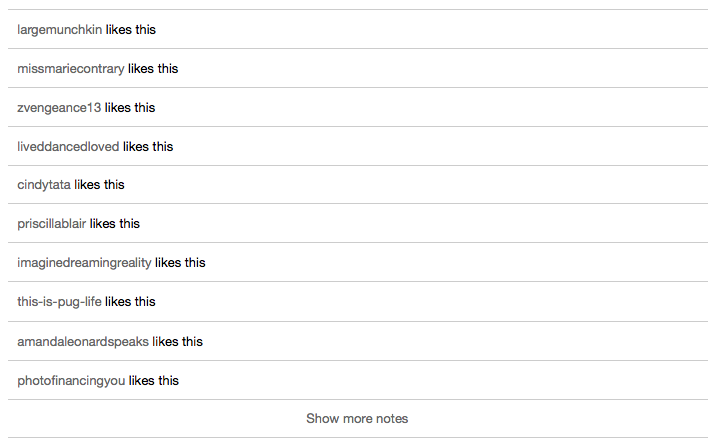 largemunchkin likes this
missmariecontrary likes this
zvengeance13 likes this
liveddancedloved likes this
cindytata likes this
priscillablair likes this
imaginedreamingreality likes this
this-is-pug-life likes this
amandaleonardspeaks likes this
photofinancingyou likes this
Show more notes